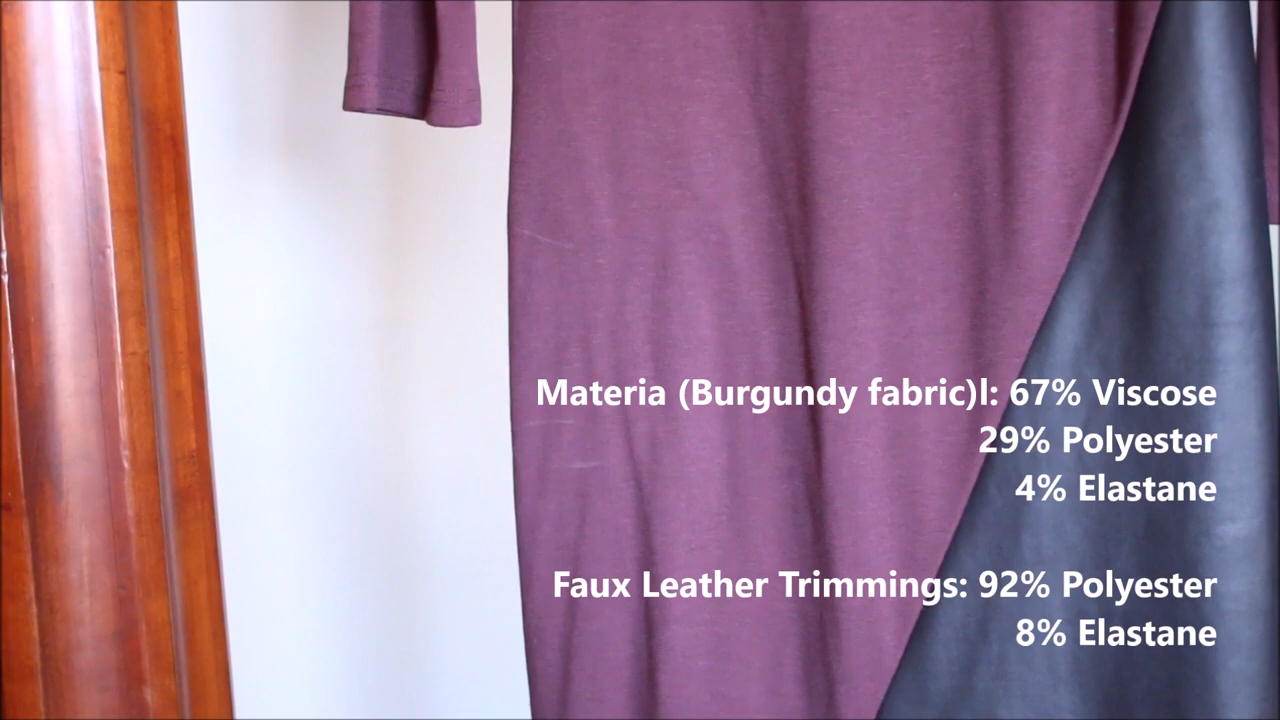 Materia (Burgundy fabric)l: 67% Viscose
29% Polyester
4% Elastane
Faux Leather Trimmings: 92% Polyester
8% Elastane